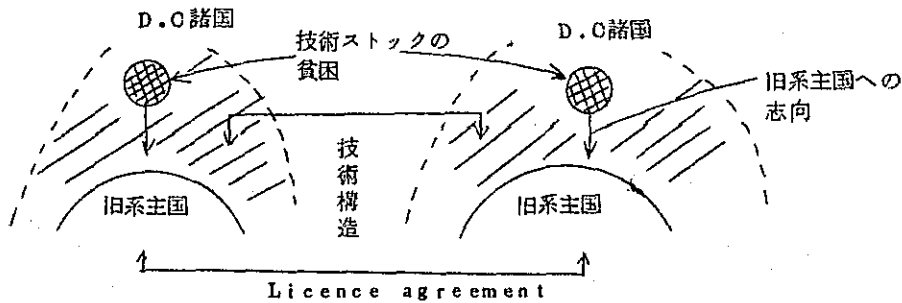 D.C諸国
D.C諸国
技術ストックの
貧困
旧系主国への
志向
技術構造
旧系主国
旧系主国
Licence agreement